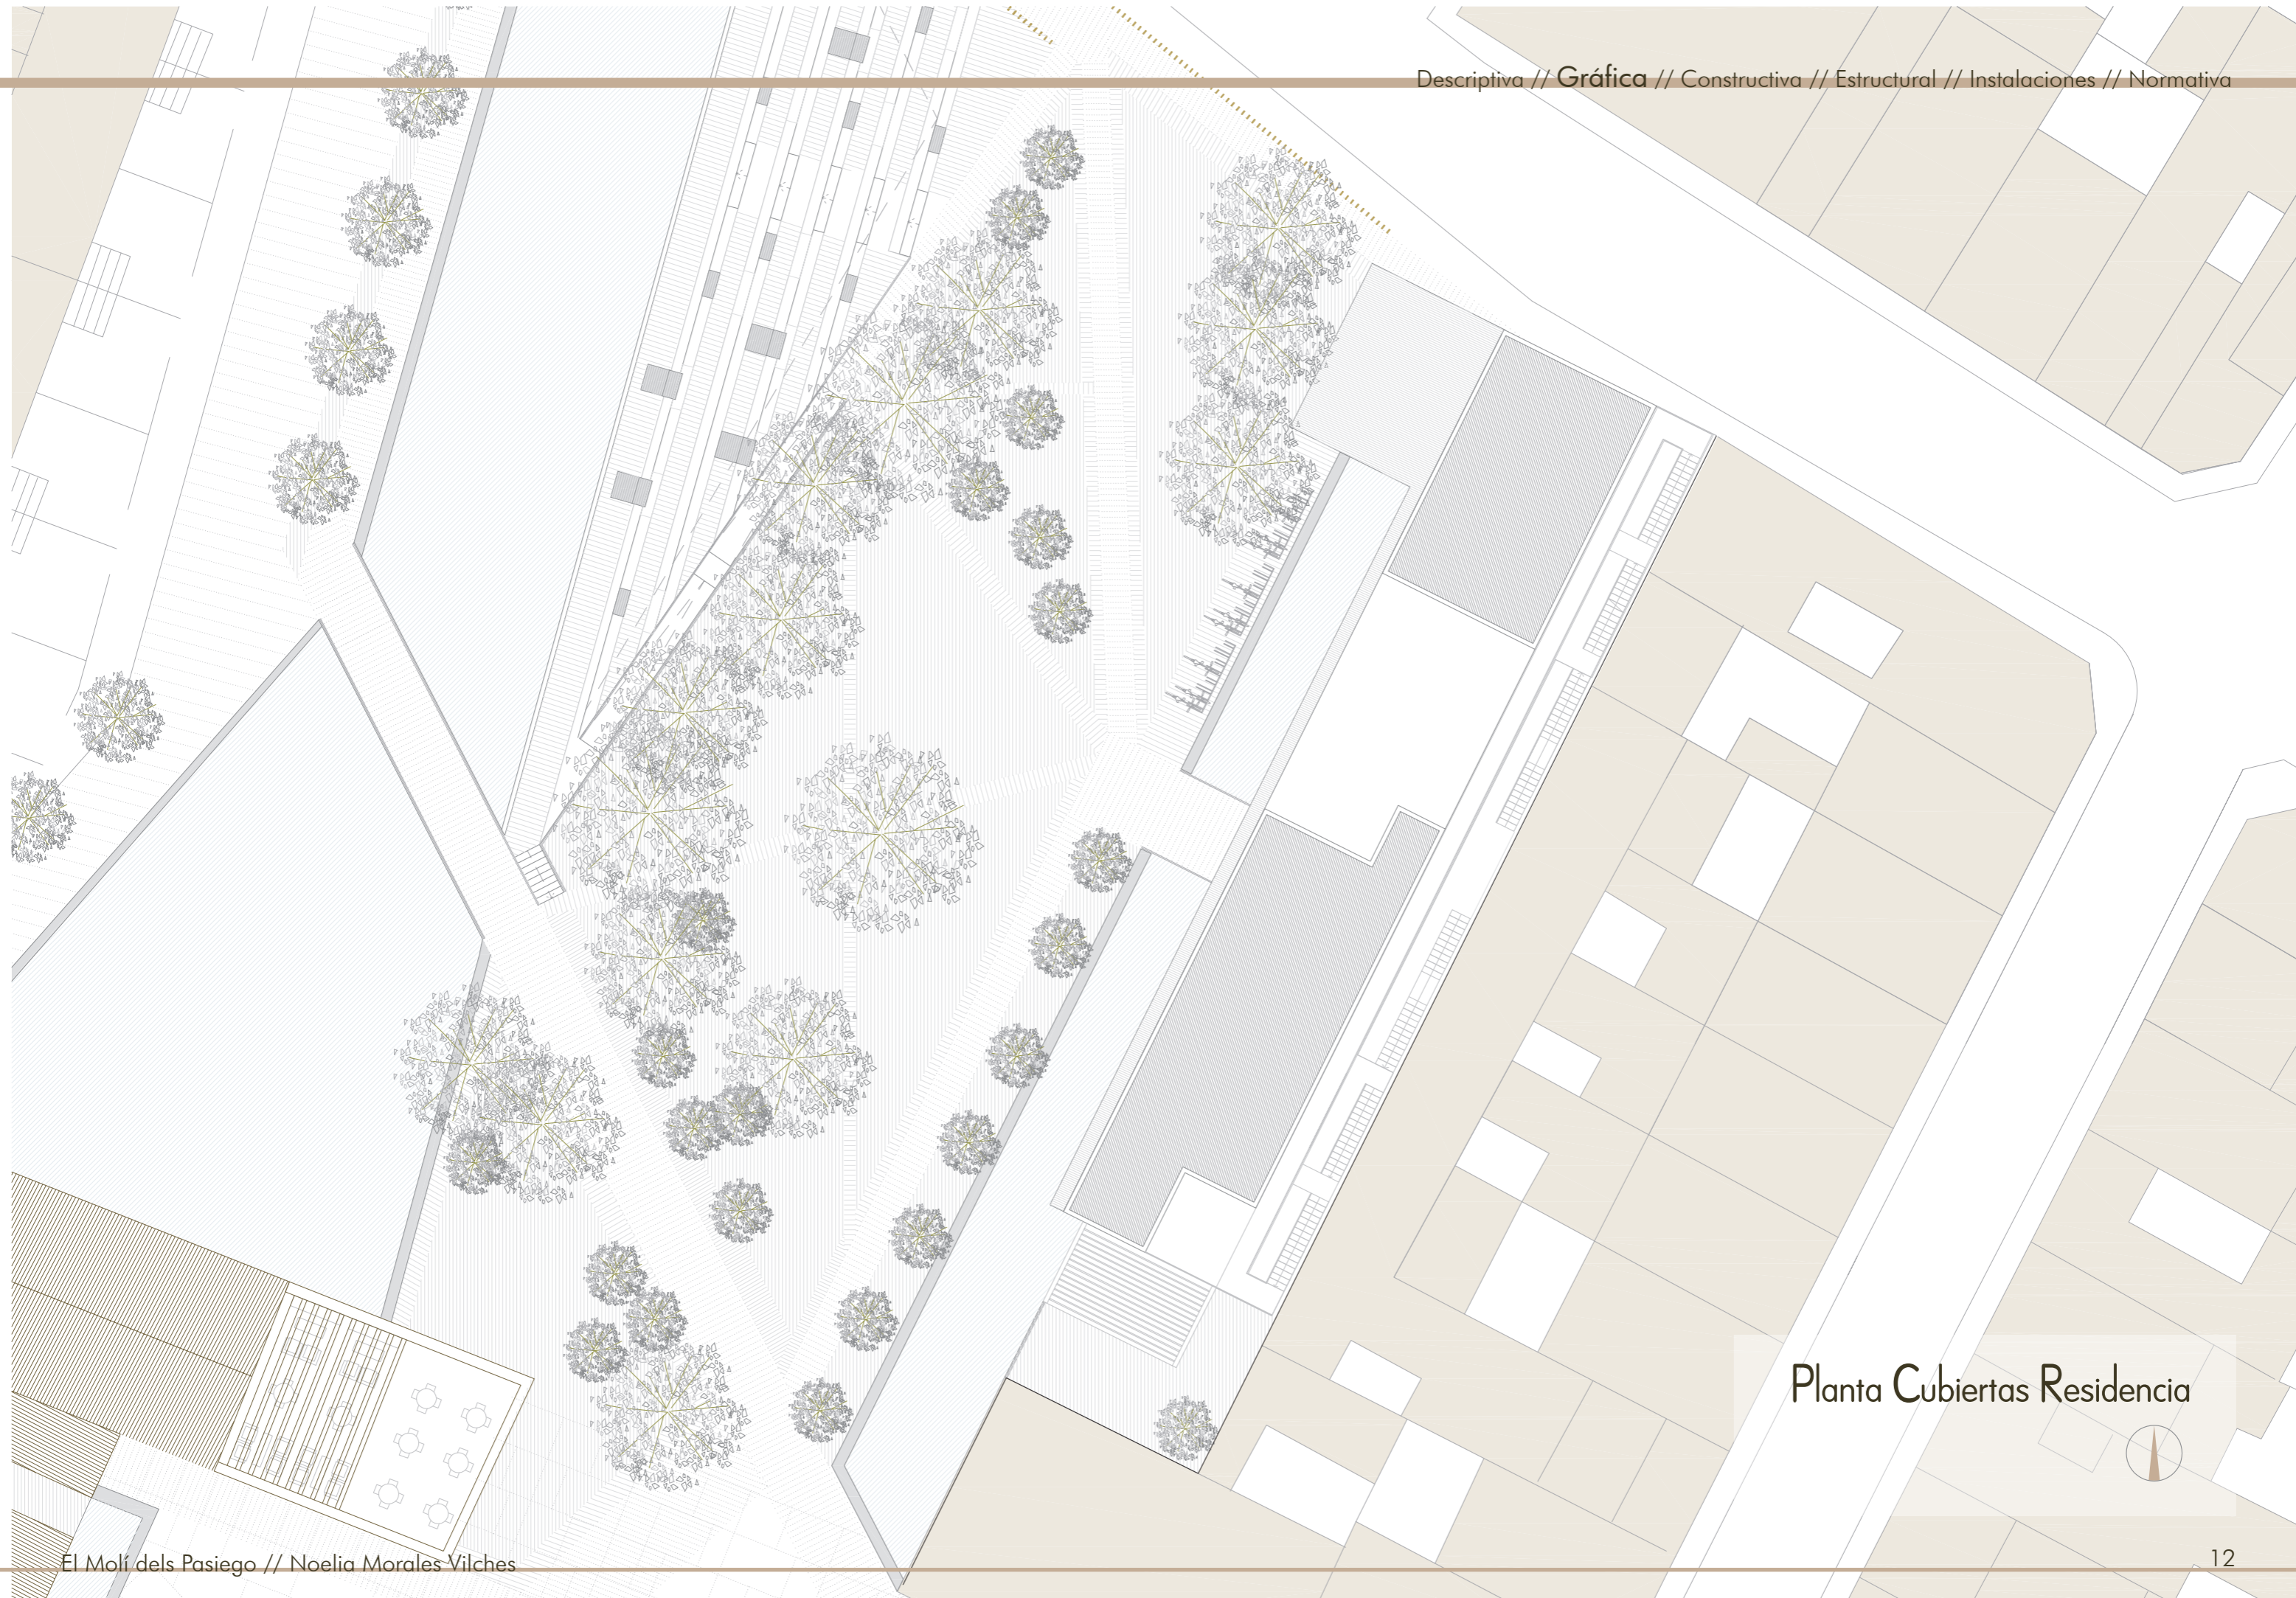 Descriptiva // Gráfica // Constructiva // Estructural // Instalaciones // Normativa
Planta Cubiertas Residencia
El Molí dels Pasiego // Noelia Morales Vilches
12